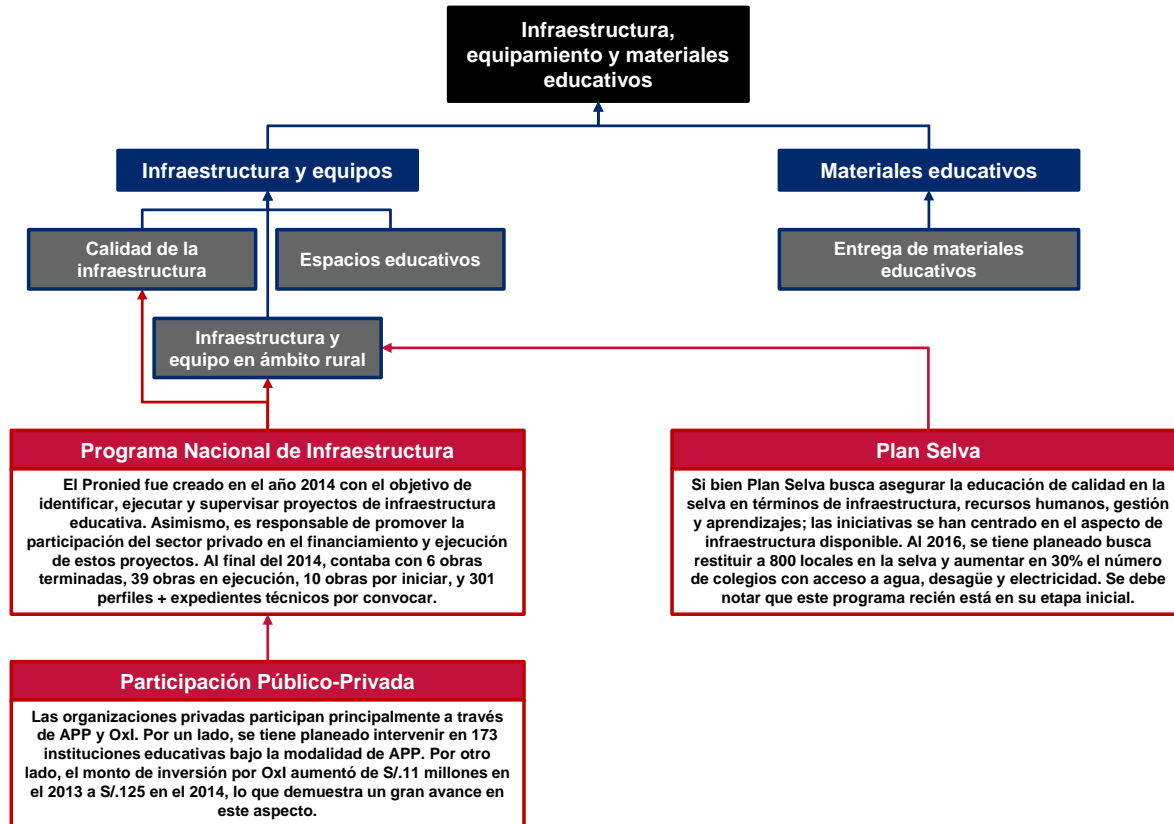 Infraestructura,
equipamiento y materiales
educativos
Infraestructura y equipos
Materiales educativos
Calidad de la
infraestructura
Espacios educativos
Entrega de materiales
educativos
Infraestructura y
equipo en ámbito rural
Programa Nacional de Infraestructura
El Pronied fue creado en el año 2014 con el objetivo de
identificar, ejecutar y supervisar proyectos de infraestructura
educativa. Asimismo, es responsable de promover la
participación del sector privado en el financiamiento y ejecución
de estos proyectos. Al final del 2014, contaba con 6 obras
terminadas, 39 obras en ejecución, 10 obras por iniciar, y 301
perfiles + expedientes técnicos por convocar.
Plan Selva
Si bien Plan Selva busca asegurar la educación de calidad en la
selva en términos de infraestructura, recursos humanos, gestión
y aprendizajes; las iniciativas se han centrado en el aspecto de
infraestructura disponible. Al 2016, se tiene planeado busca
restituir a 800 locales en la selva y aumentar en 30% el número
de colegios con acceso a agua, desagüe y electricidad. Se debe
notar que este programa recién está en su etapa inicial.
Participación Público-Privada
Las organizaciones privadas participan principalmente a través
de APP y OxI. Por un lado, se tiene planeado intervenir en 173
instituciones educativas bajo la modalidad de APP. Por otro
lado, el monto de inversión por OxI aumentó de S/.11 millones en
el 2013 a S/.125 en el 2014, lo que demuestra un gran avance en
este aspecto.